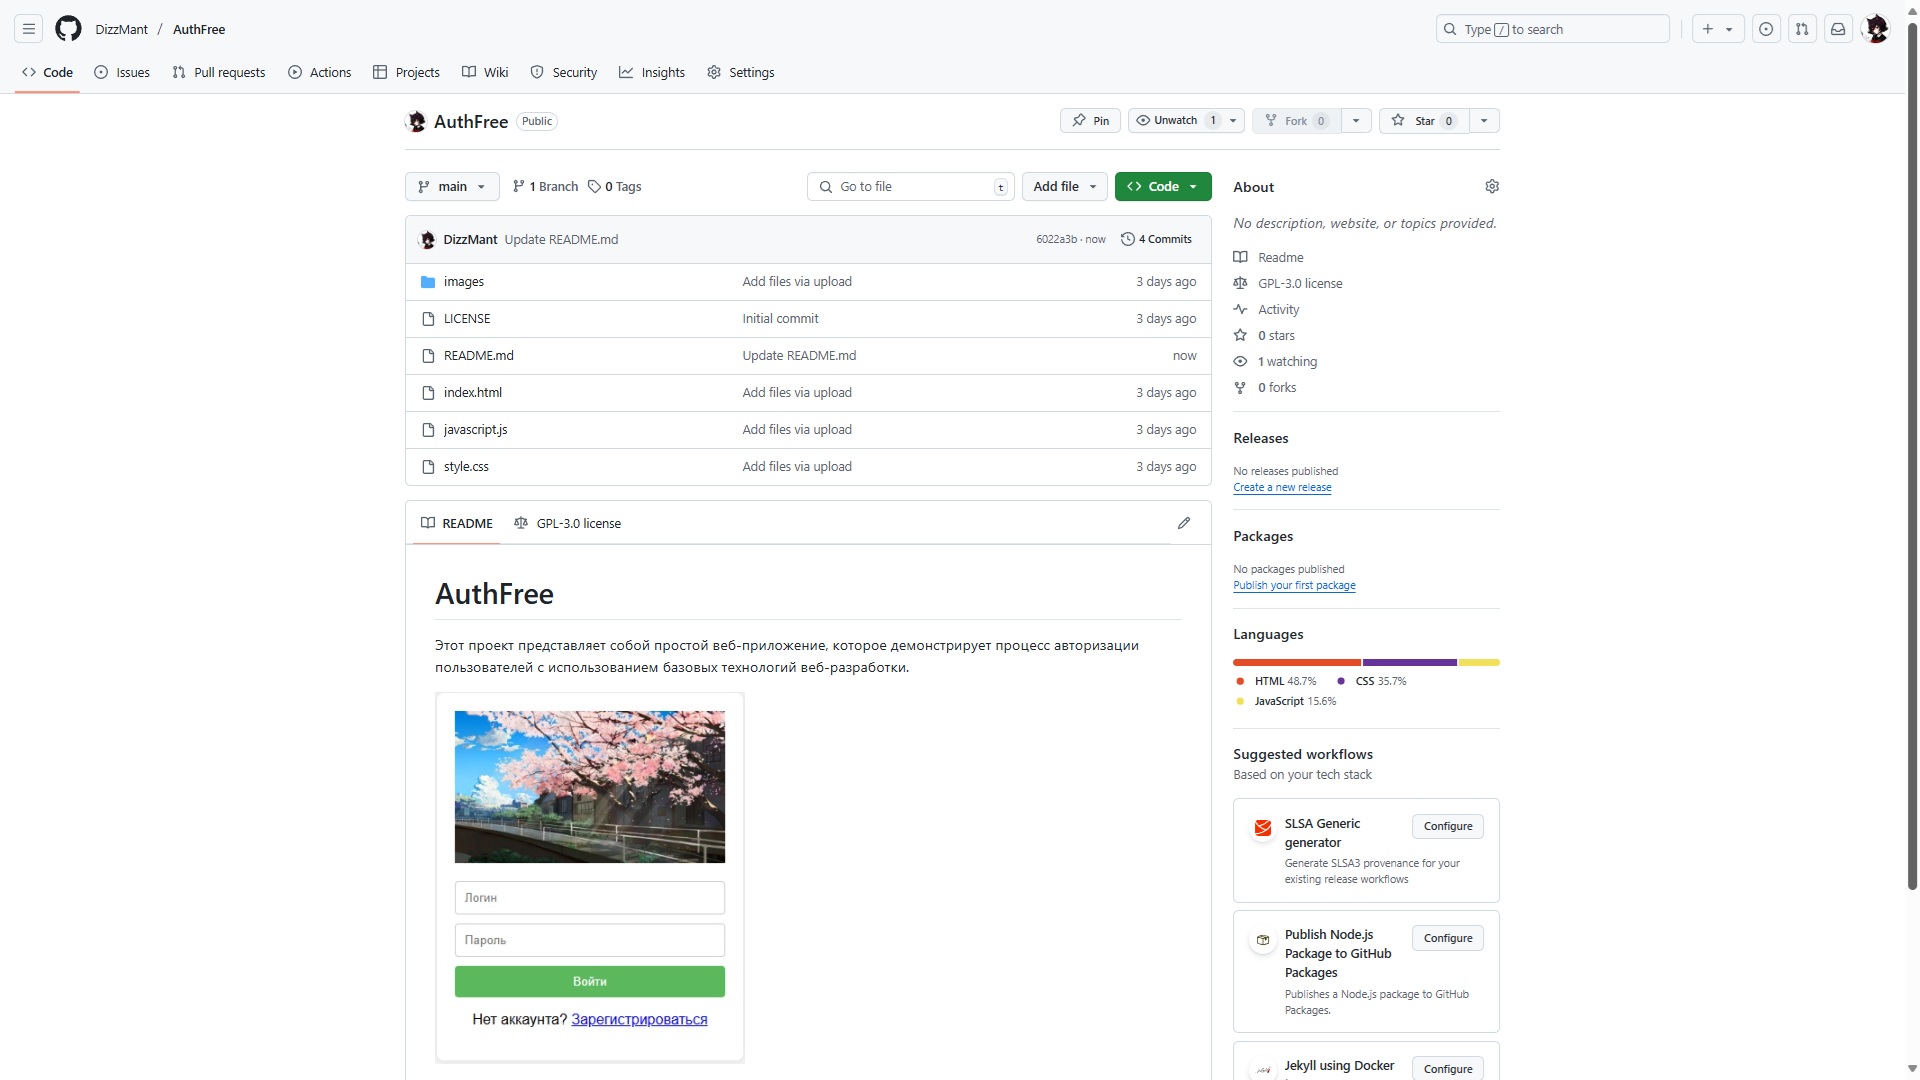 DizzMant / AuthFree
Type / to search
Code Issues Pull requests Actions Projects Wiki Security Insights Settings
AuthFree Public
Pin Unwatch 1 Fork 0 Star 0
main 1 Branch 0 Tags
Go to file t Add file Code
DizzMant Update README.md 6022a3b · now 4 Commits
images Add files via upload 3 days ago
LICENSE Initial commit 3 days ago
README.md Update README.md now
index.html Add files via upload 3 days ago
javascript.js Add files via upload 3 days ago
style.css Add files via upload 3 days ago
README GPL-3.0 license
AuthFree
Этот проект представляет собой простой веб-приложение, которое демонстрирует процесс авторизации
пользователей с использованием базовых технологий веб-разработки.
Логин
Пароль
Войти
Нет аккаунта? Зарегистрироваться
About
No description, website, or topics provided.
Readme
GPL-3.0 license
Activity
0 stars
1 watching
0 forks
Releases
No releases published
Create a new release
Packages
No packages published
Publish your first package
Languages
HTML 48.7% CSS 35.7%
JavaScript 15.6%
Suggested workflows
Based on your tech stack
SLSA Generic
generator
Configure
Generate SLSA3 provenance for your
existing release workflows
Publish Node.js
Package to GitHub
Packages
Configure
Publishes a Node.js package to GitHub
Packages.
Jekyll using Docker
Configure